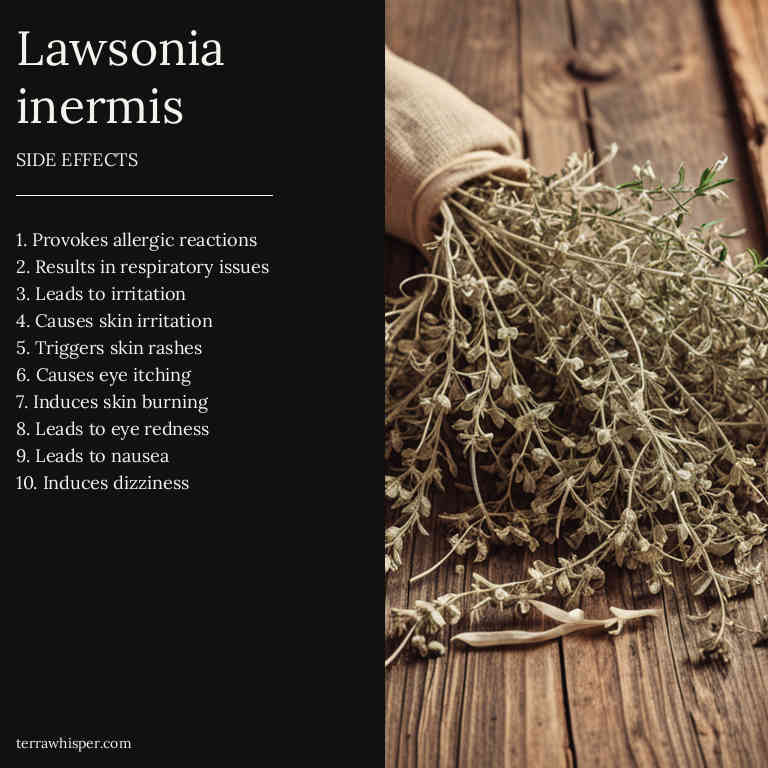 Lawsonia
inermis
SIDE EFFECTS
1. Provokes allergic reactions
2. Results in respiratory issues
3. Leads to irritation
4. Causes skin irritation
5. Triggers skin rashes
6. Causes eye itching
7. Induces skin burning
8. Leads to eye redness
9. Leads to nausea
10. Induces dizziness
terrawhisper.com